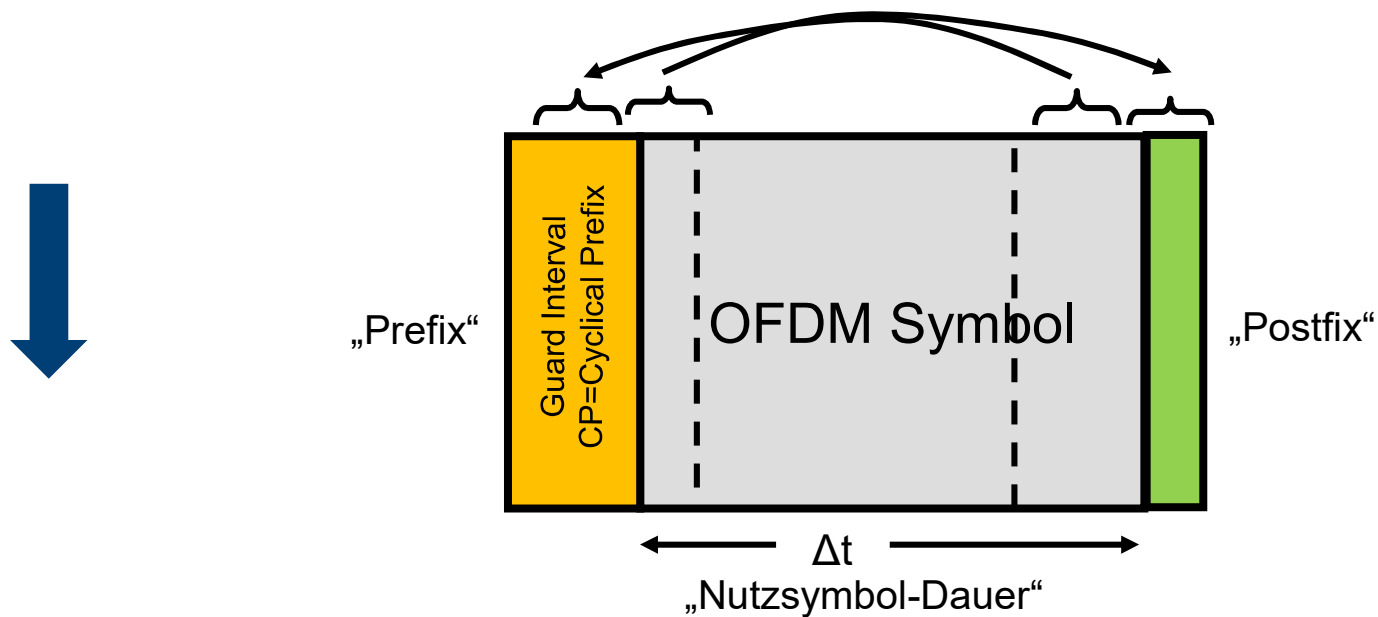 „Prefix“
Guard Interval
CP=Cyclical Prefix
OFDM Symbol
„Postfix“
Δt
„Nutzsymbol-Dauer“